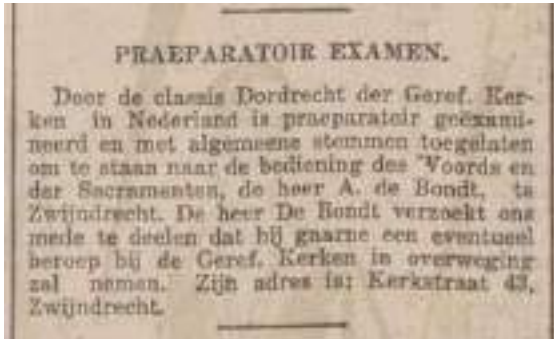 PRAEPARATOIR EXAMEN.
Door de classis Dordrecht der Geref. Ker-
ken in Nederland is praeparatoir geëxami-
neerd en met algemeene stemmen toegelaten
om te staan naar de bediening des Woords en
der Sacramenten, de heer A. de Bondt, te
Zwijndrecht. De heer De Bondt verzoekt ons
mede te deelen dat hij gaarne een eventueel
beroep bij de Geref. Kerken in overweging
zal nemen. Zijn adres is: Kerkstraat 43,
Zwijndrecht.